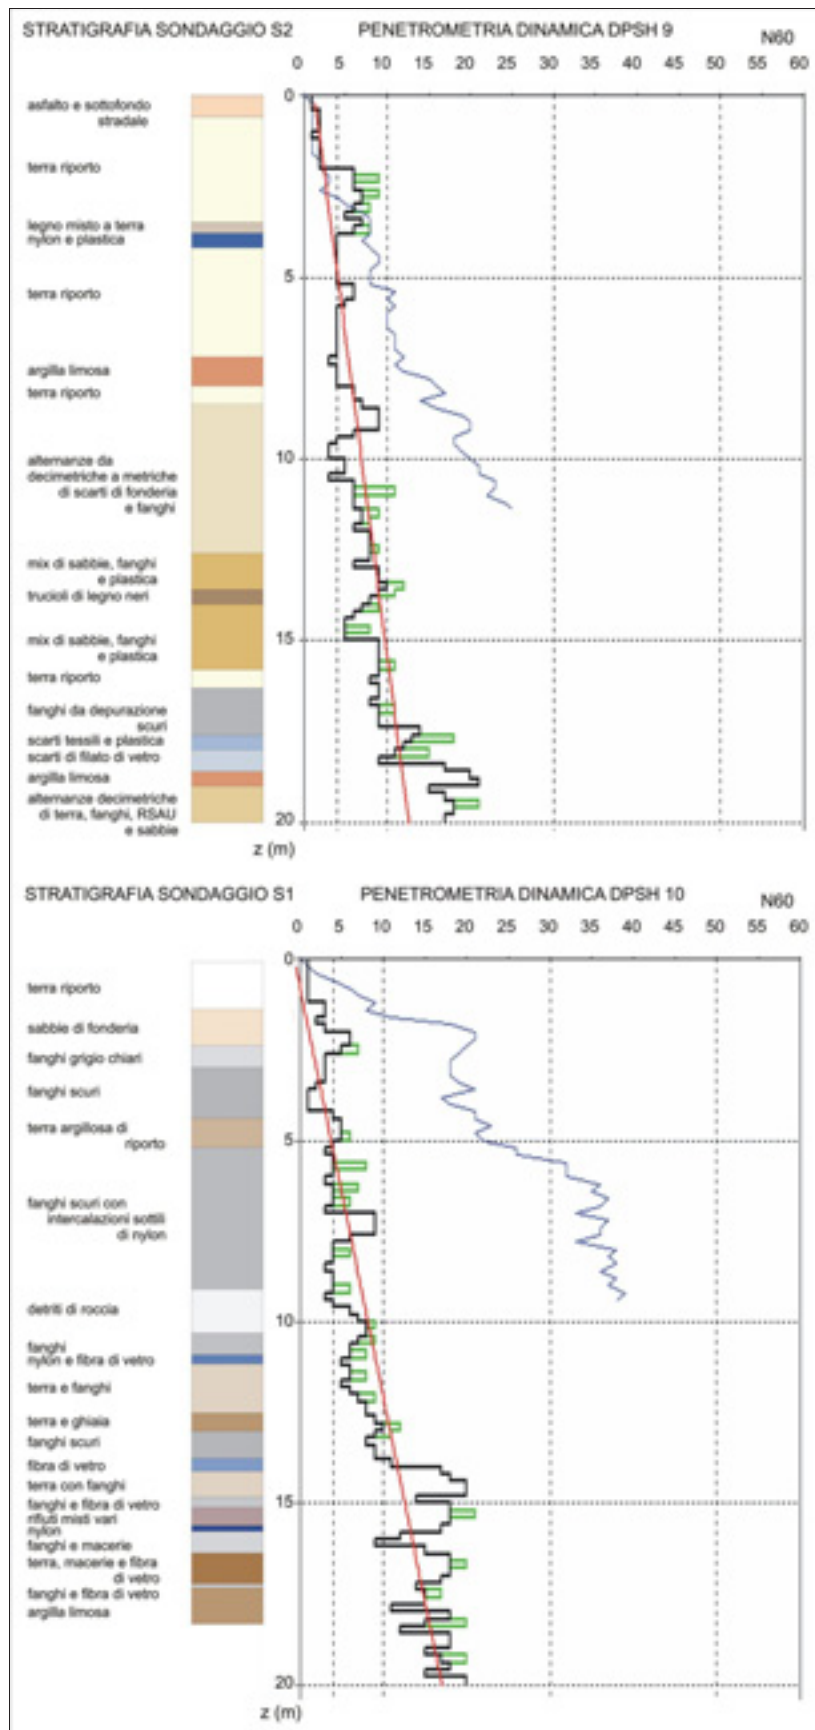 STRATIGRAFIA SONDAGGIO S2 PENETROMETRIA DINAMICA DPSH 9
N60
0 5 10 15 20 25 30 35 40 45 50 55 60
0
asfalto e sottofondo
stradale
terra riporto
legno misto a terra
nylon e plastica
5
terra riporto
argilla limosa
terra riporto
10
alternanze da
decimetriche a metriche
di scarti di fonderia
e fanghi
mix di sabbie, fanghi
e plastica
trucioli di legno neri
15
mix di sabbie, fanghi
e plastica
terra riporto
fanghi da depurazione
scuri
scarti tessili e plastica
scarti di filato di vetro
argilla limosa
alternanze decimetriche
di terra, fanghi, RSAU
e sabbie
20
z (m)
STRATIGRAFIA SONDAGGIO S1 PENETROMETRIA DINAMICA DPSH 10
N60
0 5 10 15 20 25 30 35 40 45 50 55 60
0
terra riporto
sabbie di fonderia
fanghi grigio chiari
fanghi scuri
terra argillosa di
riporto
5
fanghi scuri con
intercalazioni sottili
di nylon
detriti di roccia
10
fanghi
nylon e fibra di vetro
terra e fanghi
terra e ghiaia
fanghi scuri
fibra di vetro
terra con fanghi
fanghi e fibra di vetro
15
rifiuti misti vari
nylon
fanghi e macerie
terra, macerie e fibra
di vetro
fanghi e fibra di vetro
argilla limosa
20
z (m)